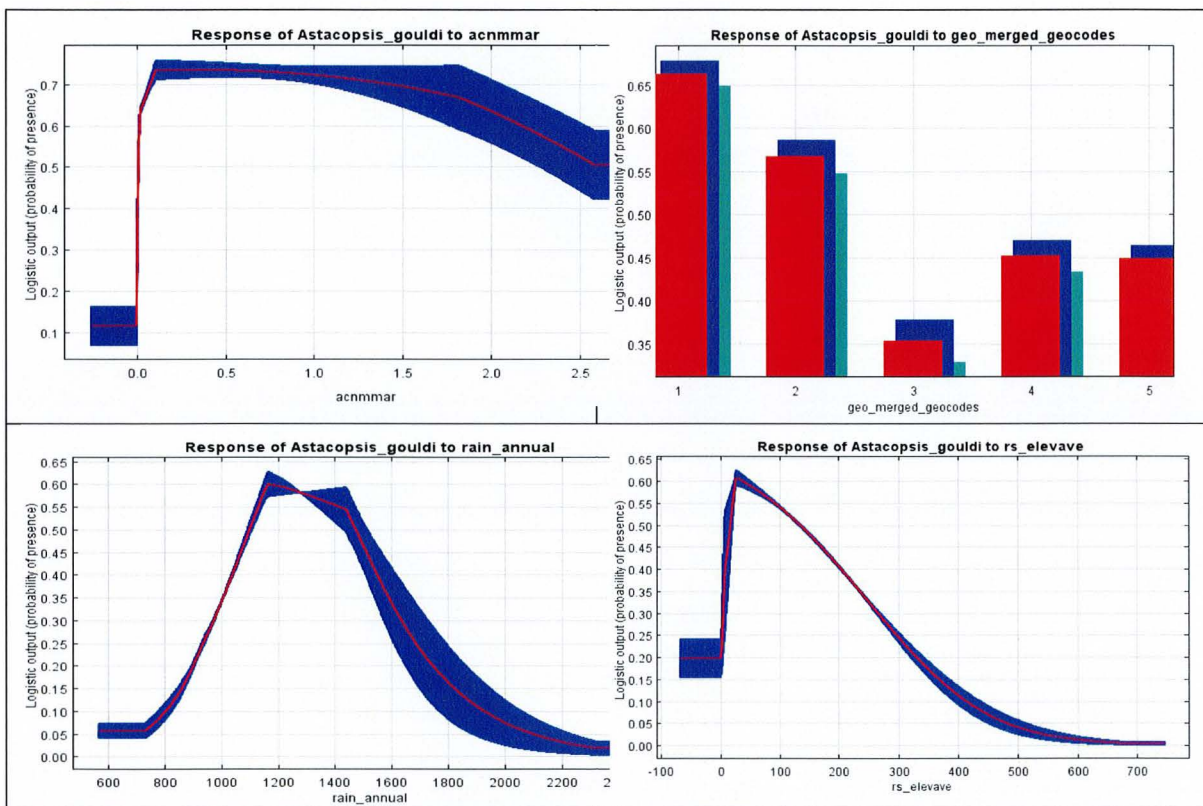 Response of Astacopsis_gouldi to acnmmar
Logistic output (probability of presence)
0.7
0.6
0.5
0.4
0.3
0.2
0.1
0.0 0.5 1.0 1.5 2.0 2.5
acnmmar
Response of Astacopsis_gouldi to geo_merged_geocodes
Logistic output (probability of presence)
0.65
0.60
0.55
0.50
0.45
0.40
0.35
1 2 3 4 5
geo_merged_geocodes
Response of Astacopsis_gouldi to rain_annual
Logistic output (probability of presence)
0.65
0.60
0.55
0.50
0.45
0.40
0.35
0.30
0.25
0.20
0.15
0.10
0.05
0.00
600 800 1000 1200 1400 1600 1800 2000 2200 2
rain_annual
Response of Astacopsis_gouldi to rs_elevave
Logistic output (probability of presence)
0.65
0.60
0.55
0.50
0.45
0.40
0.35
0.30
0.25
0.20
0.15
0.10
0.05
0.00
-100 0 100 200 300 400 500 600 700
rs_elevave